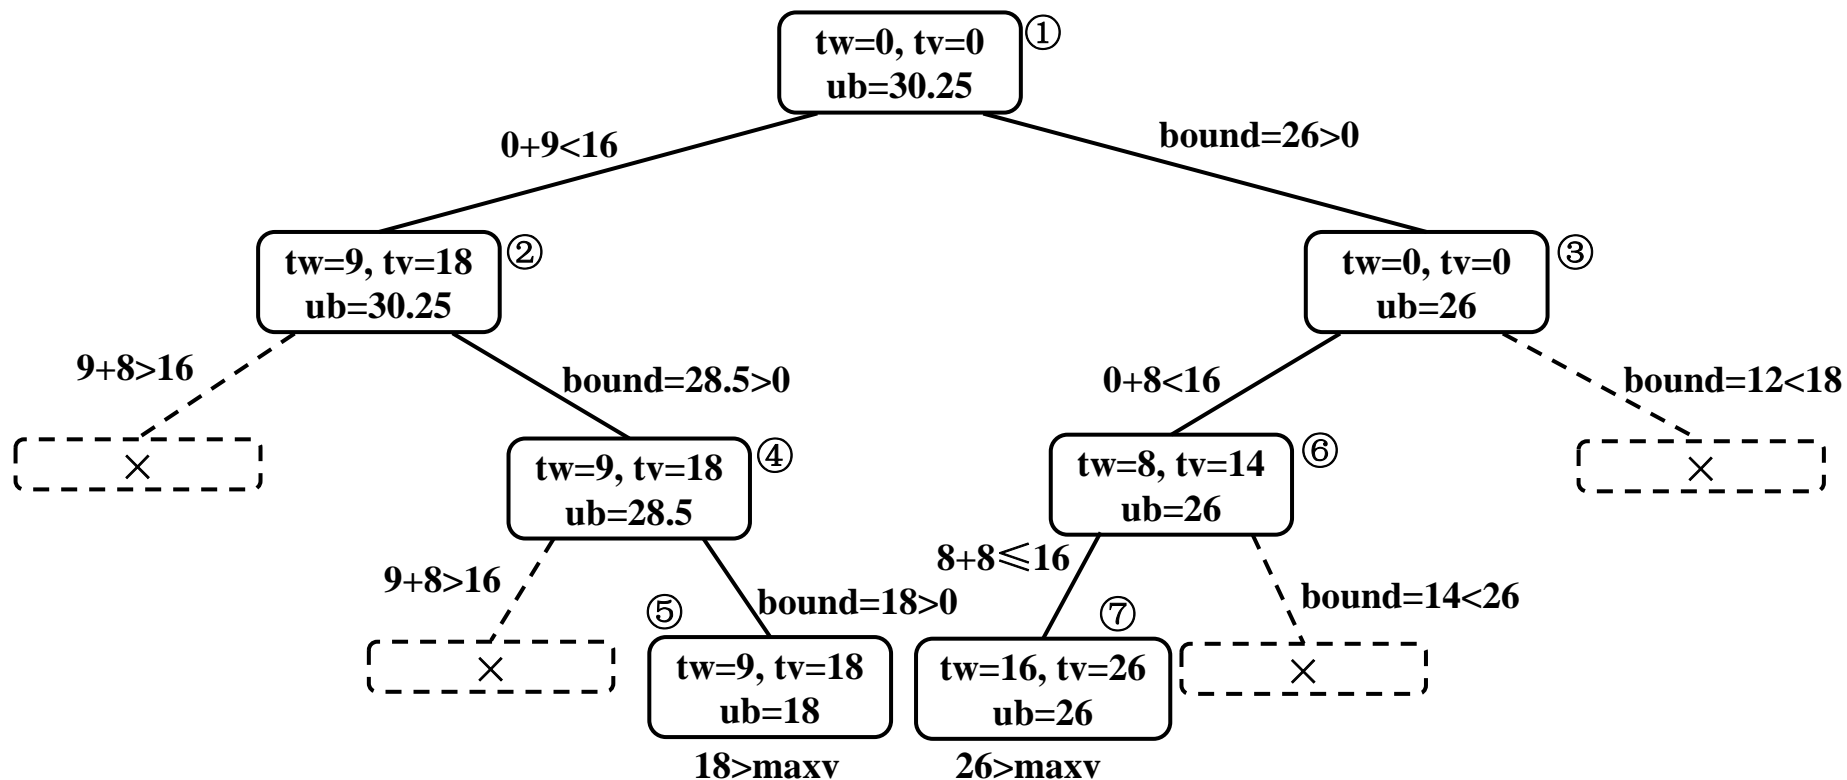 tw=0, tv=0
ub=30.25
①
0+9<16
bound=26>0
tw=9, tv=18
ub=30.25
②
tw=0, tv=0
ub=26
③
9+8>16
bound=28.5>0
0+8<16
bound=12<18
×
tw=9, tv=18
ub=28.5
④
tw=8, tv=14
ub=26
⑥
×
9+8>16
bound=18>0
8+8≤16
bound=14<26
×
⑤
tw=9, tv=18
ub=18
⑦
tw=16, tv=26
ub=26
×
18>maxv
26>maxv